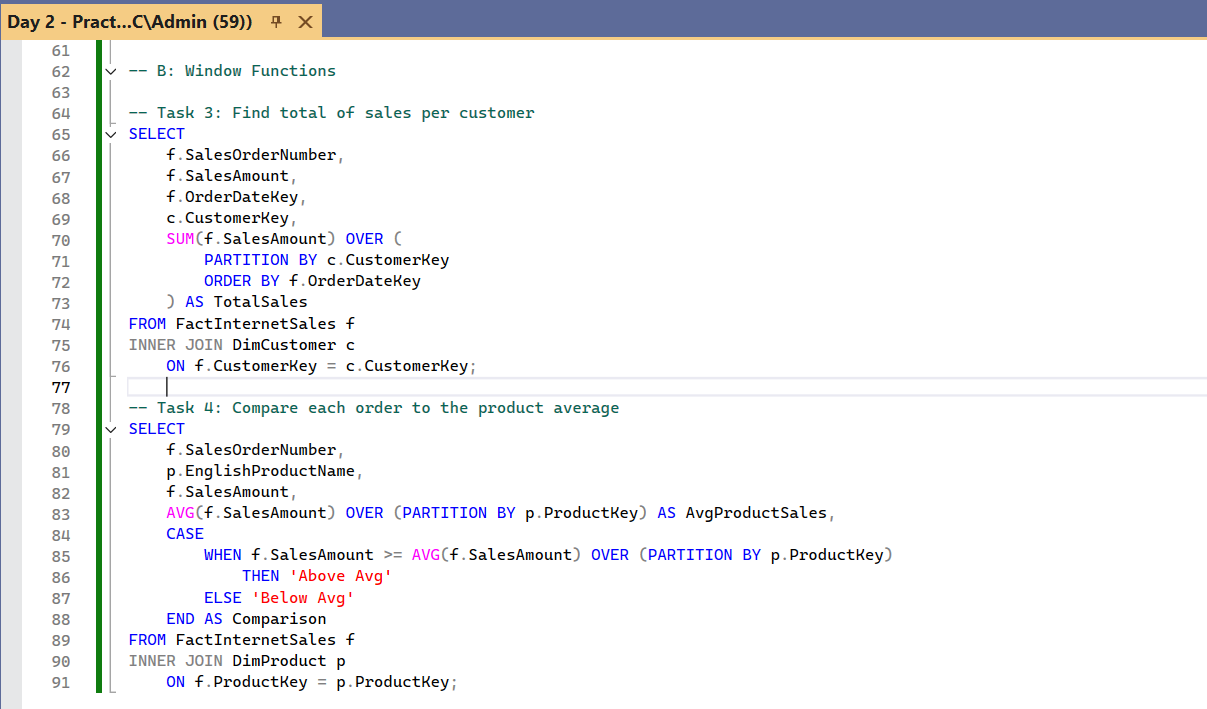 Day 2 - Pract...C\Admin (59))
61
62 -- B: Window Functions
63
64 -- Task 3: Find total of sales per customer
65 SELECT
66     f.SalesOrderNumber,
67     f.SalesAmount,
68     f.OrderDateKey,
69     c.CustomerKey,
70     SUM(f.SalesAmount) OVER (
71         PARTITION BY c.CustomerKey
72         ORDER BY f.OrderDateKey
73     ) AS TotalSales
74 FROM FactInternetSales f
75 INNER JOIN DimCustomer c
76     ON f.CustomerKey = c.CustomerKey;
77
78 -- Task 4: Compare each order to the product average
79 SELECT
80     f.SalesOrderNumber,
81     p.EnglishProductName,
82     f.SalesAmount,
83     AVG(f.SalesAmount) OVER (PARTITION BY p.ProductKey) AS AvgProductSales,
84     CASE
85         WHEN f.SalesAmount >= AVG(f.SalesAmount) OVER (PARTITION BY p.ProductKey)
86             THEN 'Above Avg'
87         ELSE 'Below Avg'
88     END AS Comparison
89 FROM FactInternetSales f
90 INNER JOIN DimProduct p
91     ON f.ProductKey = p.ProductKey;